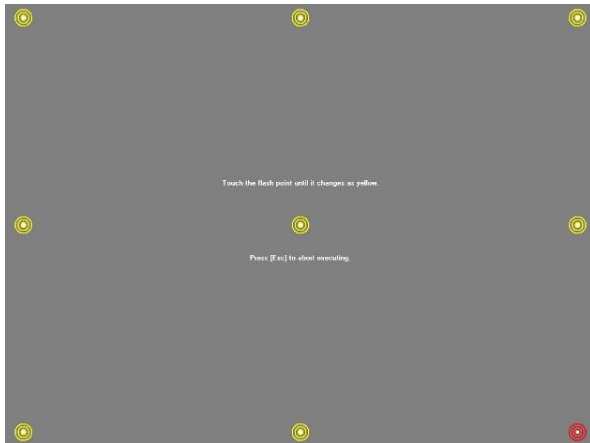 Touch the flash point until it changes as yellow.
Press [Esc] to abort executing.